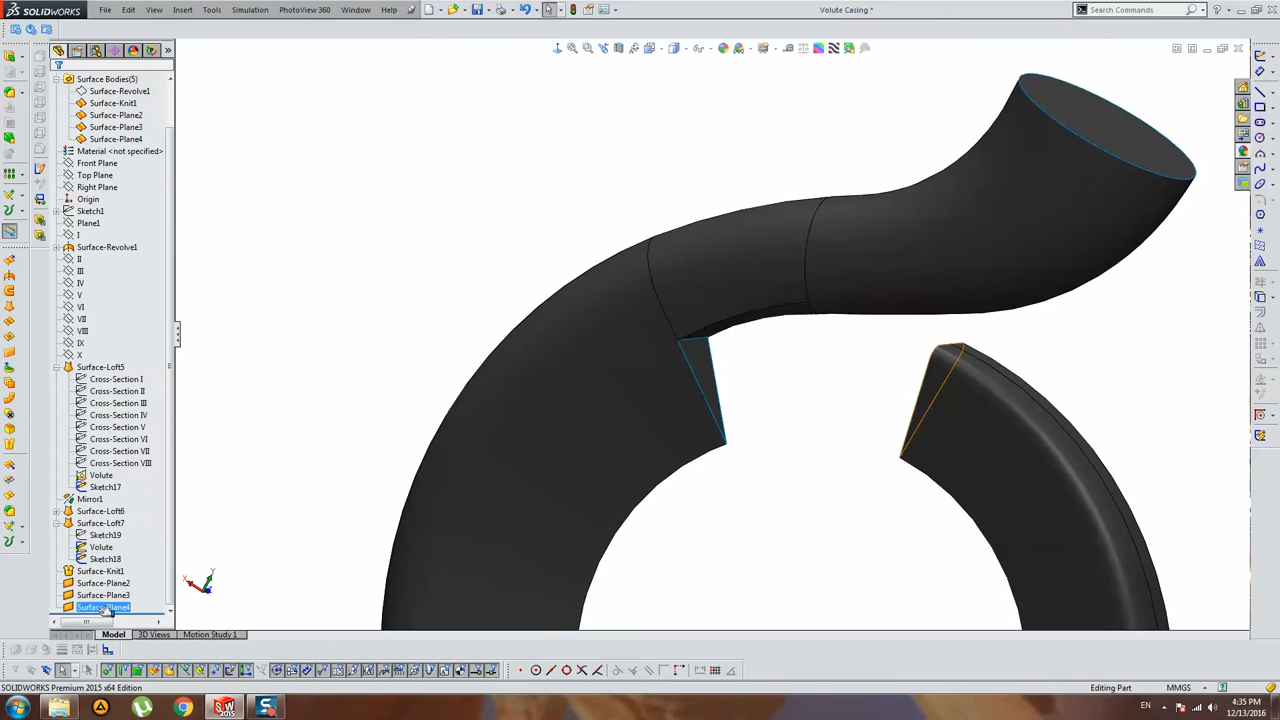 SOLIDWORKS
File Edit View Insert Tools Simulation PhotoView 360 Window Help
Volute Casing *
Search Commands
Surface Bodies(5)
Surface-Revolve1
Surface-Knit1
Surface-Plane2
Surface-Plane3
Surface-Plane4
Material <not specified>
Front Plane
Top Plane
Right Plane
Origin
Sketch1
Plane1
I
Surface-Revolve1
II
III
IV
V
VI
VII
VIII
IX
X
Surface-Loft5
Cross-Section I
Cross-Section II
Cross-Section III
Cross-Section IV
Cross-Section V
Cross-Section VI
Cross-Section VII
Cross-Section VIII
Volute
Sketch17
Mirror1
Surface-Loft6
Surface-Loft7
Sketch19
Volute
Sketch18
Surface-Knit1
Surface-Plane2
Surface-Plane3
Surface-Plane4
X Y
Model 3D Views Motion Study 1
SOLIDWORKS Premium 2015 x64 Edition
Editing Part
MMGS
EN
4:35 PM
12/13/2016